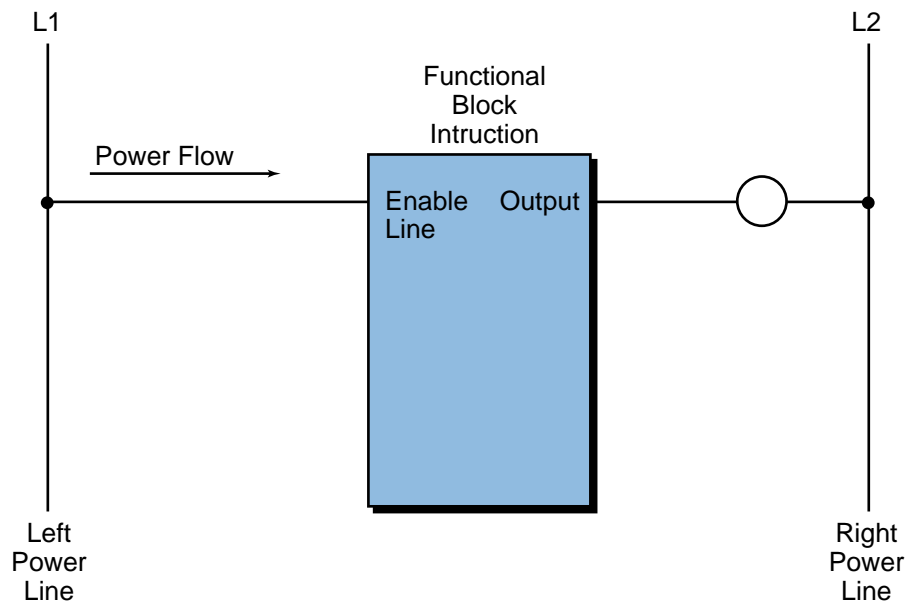 L1
L2
Functional
Block
Intruction
Power Flow
Enable Output
Line
Left
Power
Line
Right
Power
Line